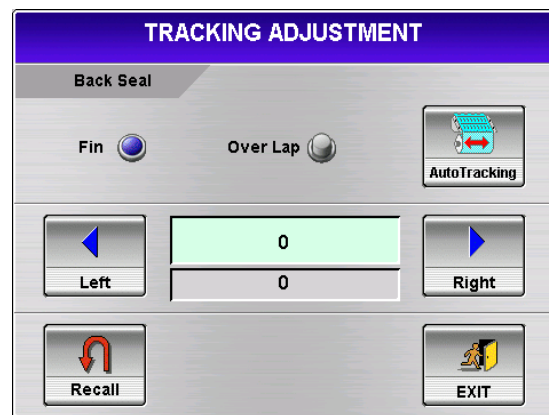 TRACKING ADJUSTMENT
Back Seal
Fin Over Lap
AutoTracking
0
Left 0 Right
Recall EXIT